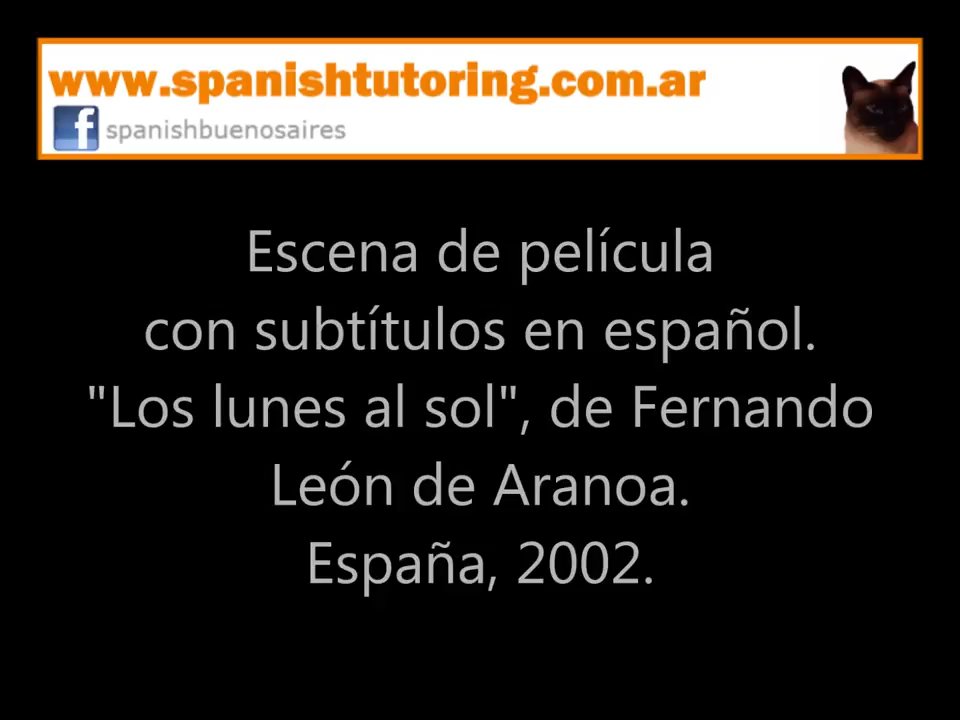 www.spanishtutoring.com.ar
f spanishbuenosaires
Escena de película
con subtítulos en español.
"Los lunes al sol", de Fernando
León de Aranoa.
España, 2002.